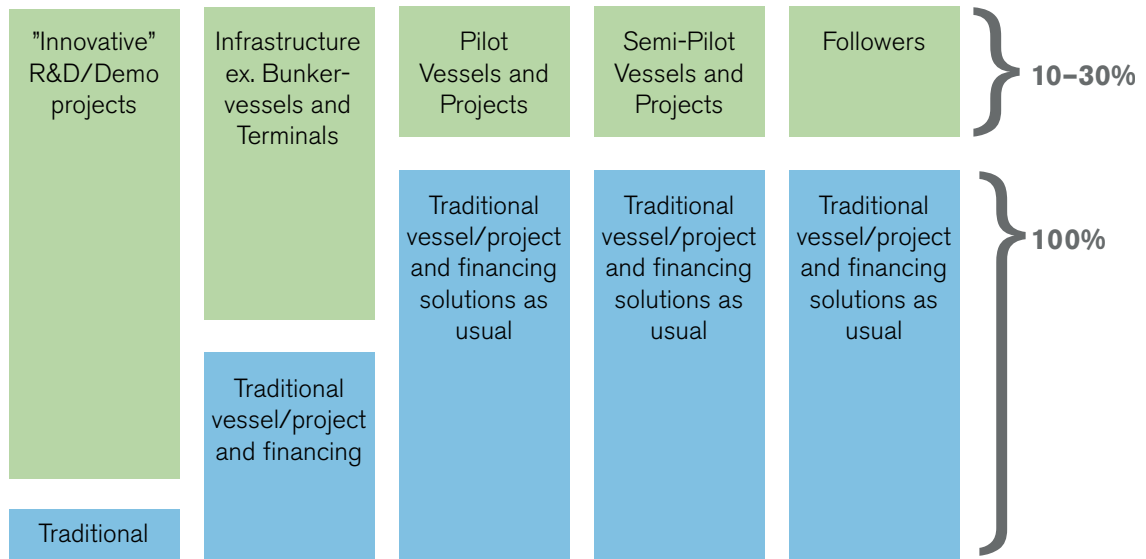 "Innovative"
R&D/Demo
projects
Infrastructure
ex. Bunker-
vessels and
Terminals
Pilot
Vessels and
Projects
Semi-Pilot
Vessels and
Projects
Followers
10–30%
Traditional
vessel/project
and financing
solutions as
usual
Traditional
vessel/project
and financing
solutions as
usual
Traditional
vessel/project
and financing
solutions as
usual
100%
Traditional
vessel/project
and financing
Traditional